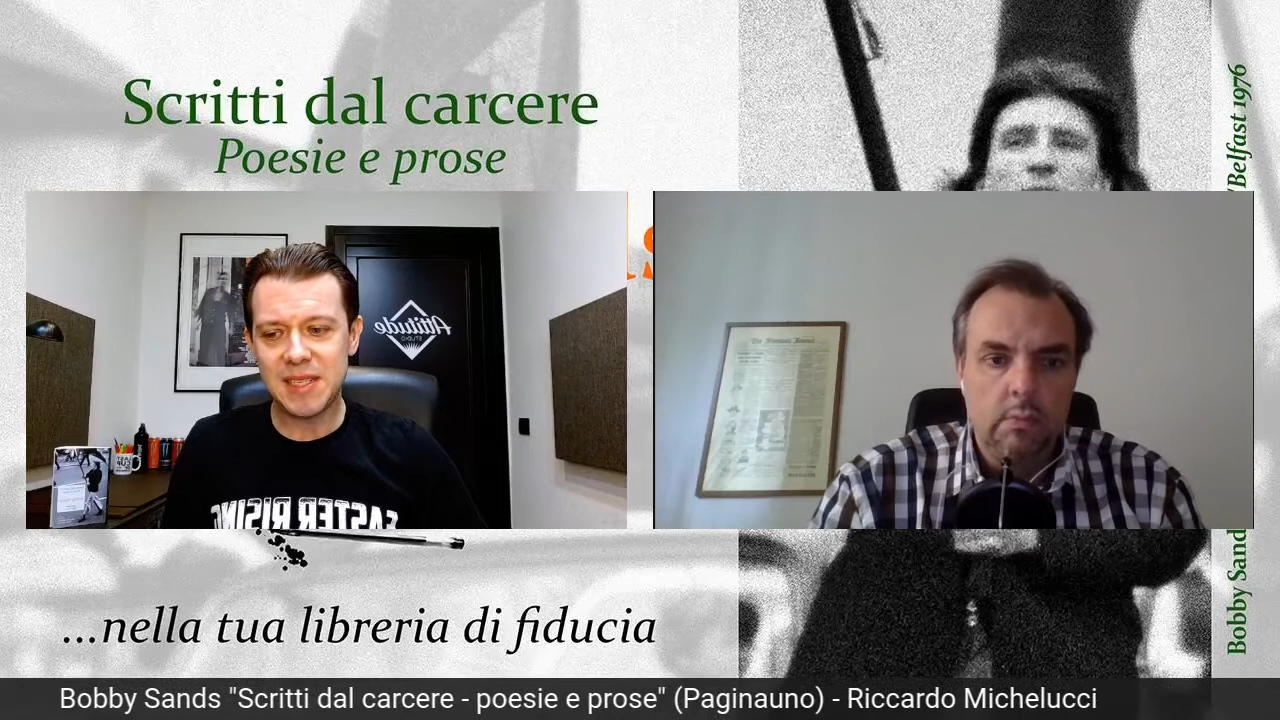 Scritti dal carcere
Poesie e prose
/Belfast 1976
Attitude
STUDIO
EASTER RISING
...nella tua libreria di fiducia
Bobby Sand
Bobby Sands "Scritti dal carcere - poesie e prose" (Paginauno) - Riccardo Michelucci